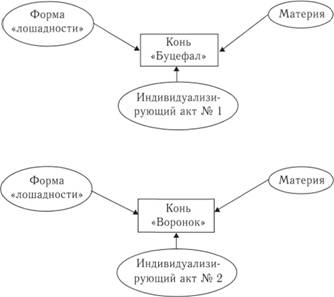 Форма
«лошадности»
Материя
Конь
«Буцефал»
Индивидуализи-
рующий акт № 1
Форма
«лошадности»
Материя
Конь
«Воронок»
Индивидуализи-
рующий акт № 2